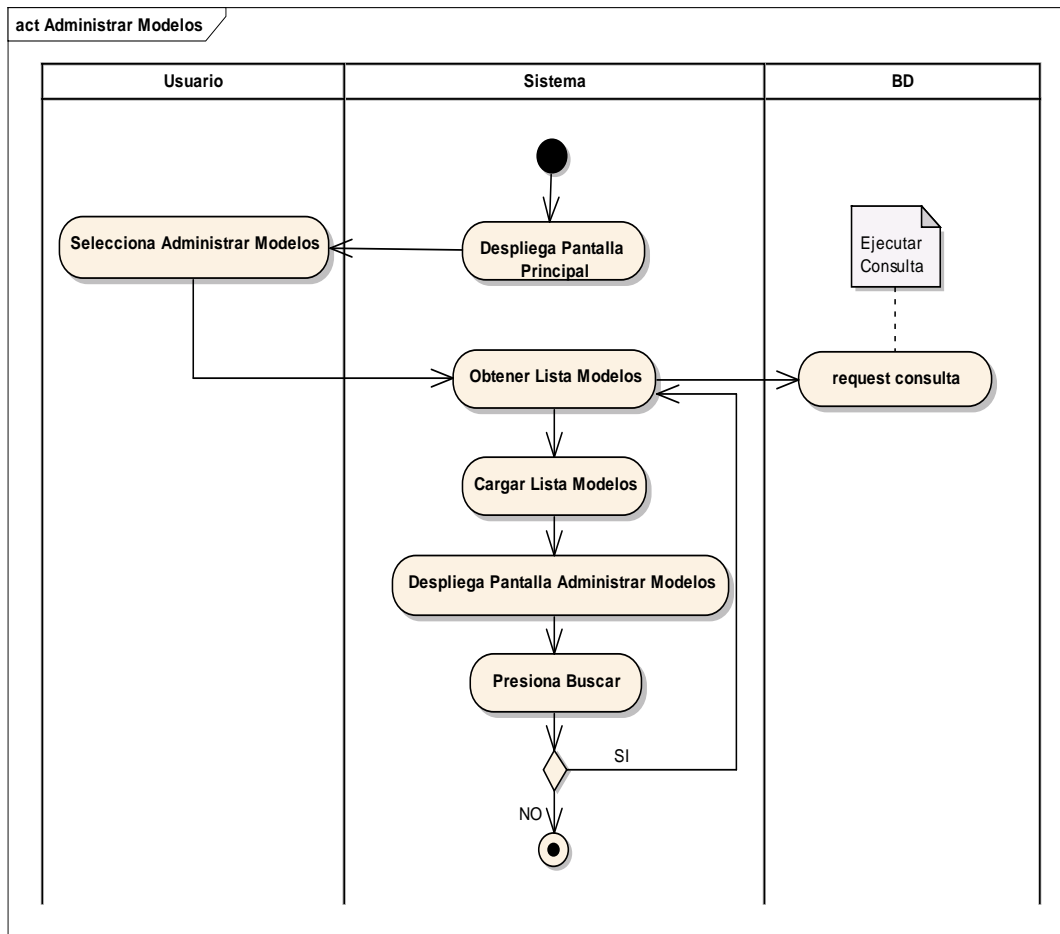 act Administrar Modelos
Usuario
Sistema
BD
Selecciona Administrar Modelos
Despliega Pantalla
Principal
Ejecutar
Consulta
Obtener Lista Modelos
request consulta
Cargar Lista Modelos
Despliega Pantalla Administrar Modelos
Presiona Buscar
SI
NO